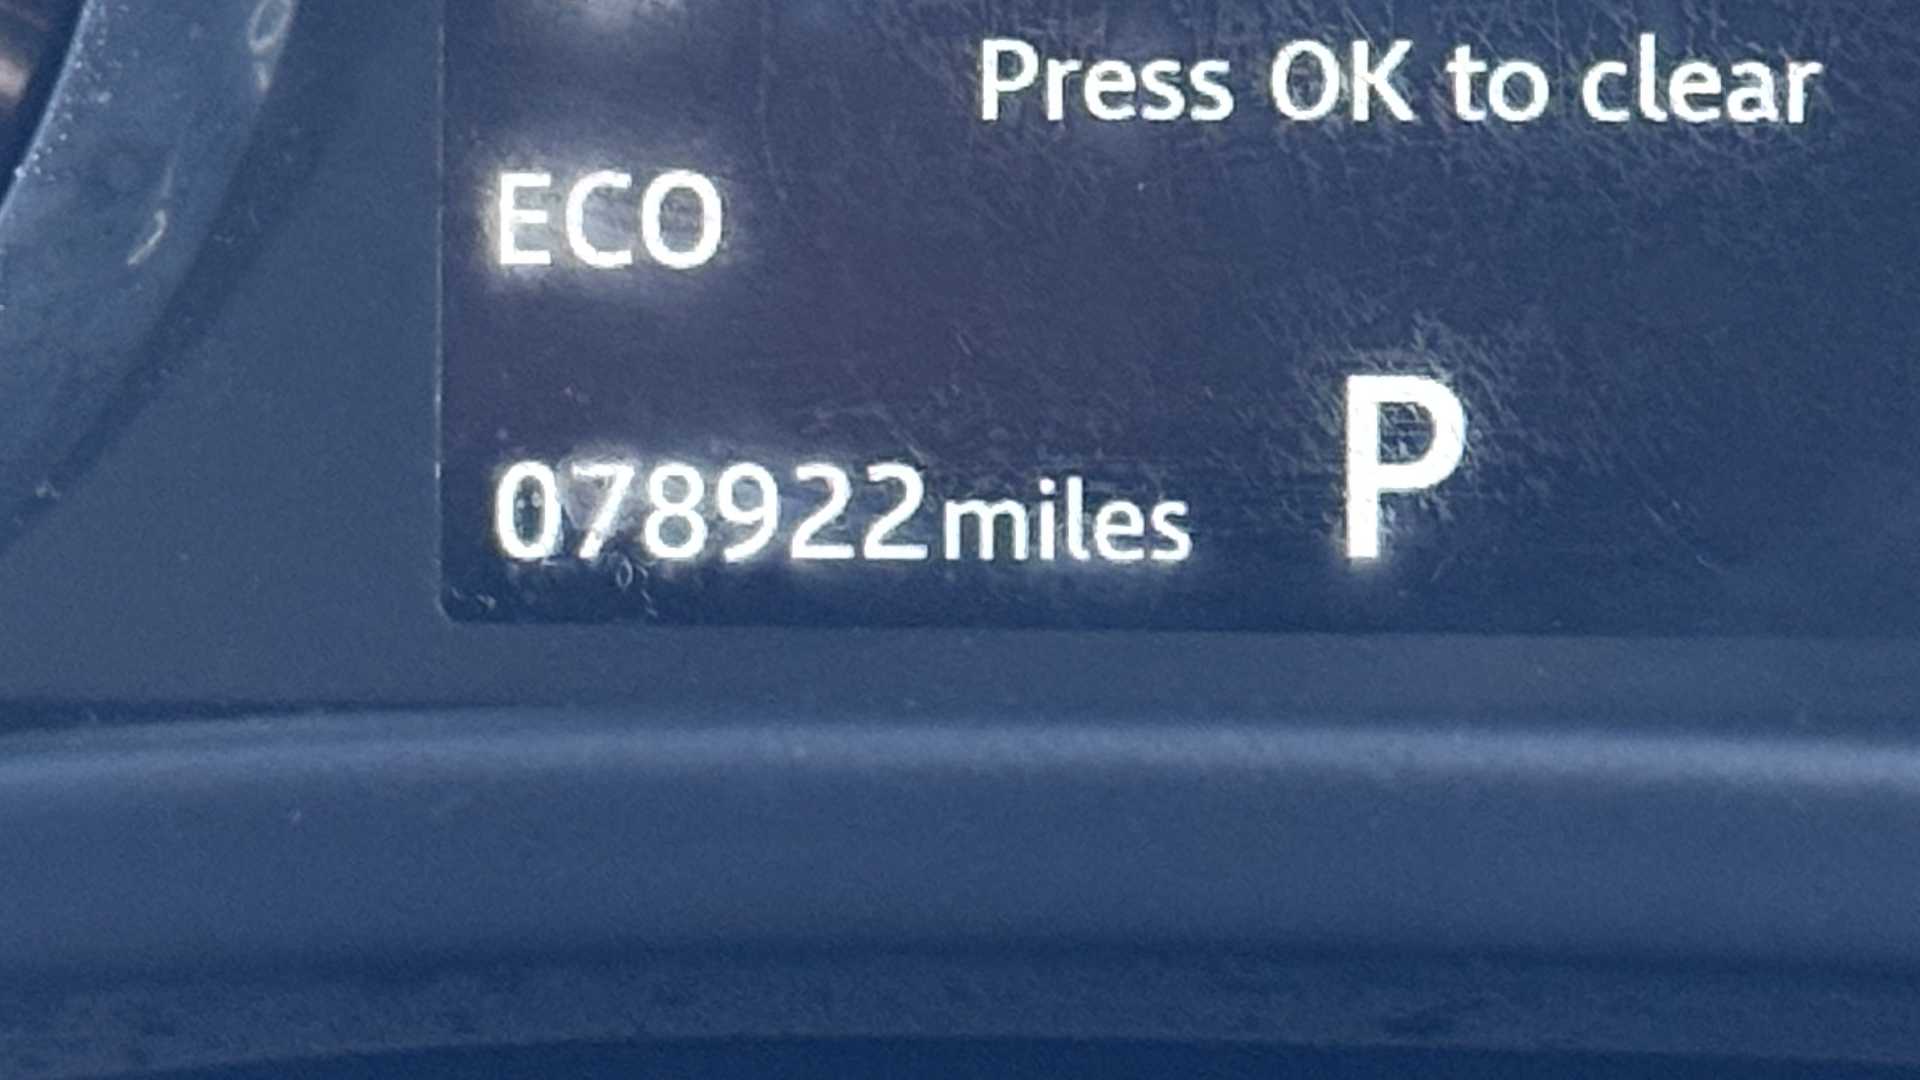 Press OK to clear
ECO
078922miles P